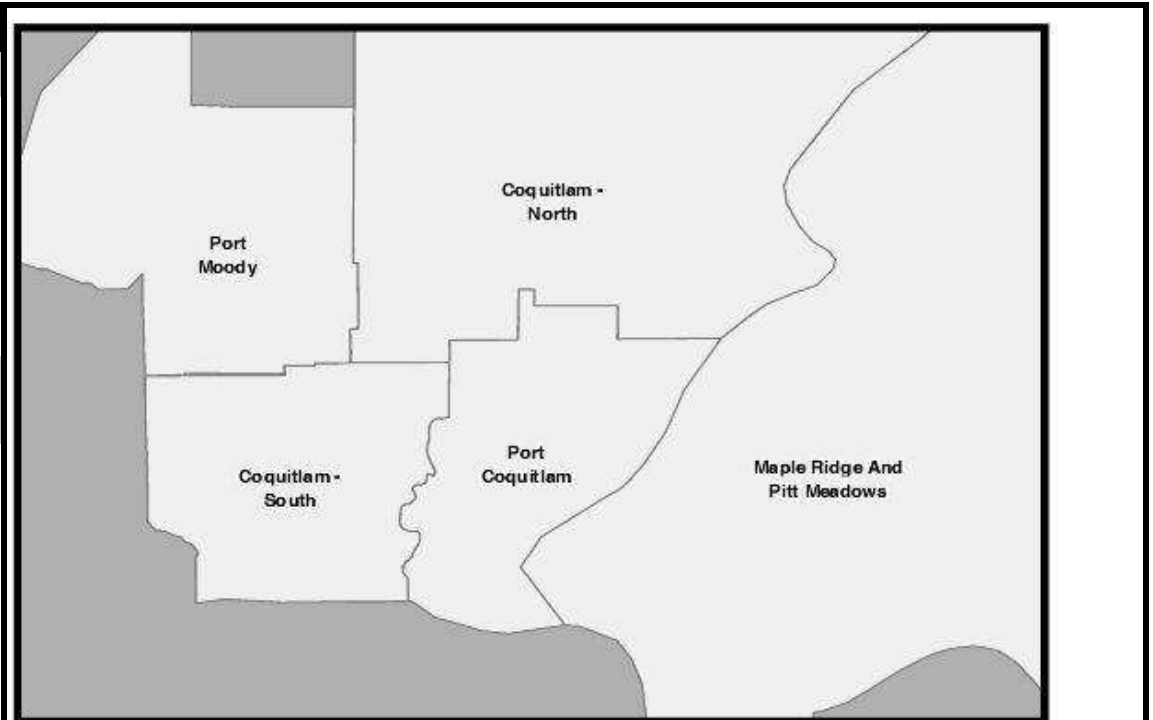 Coquitlam -
North
Port
Moody
Port
Coquitlam
Coquitlam -
South
Maple Ridge And
Pitt Meadows